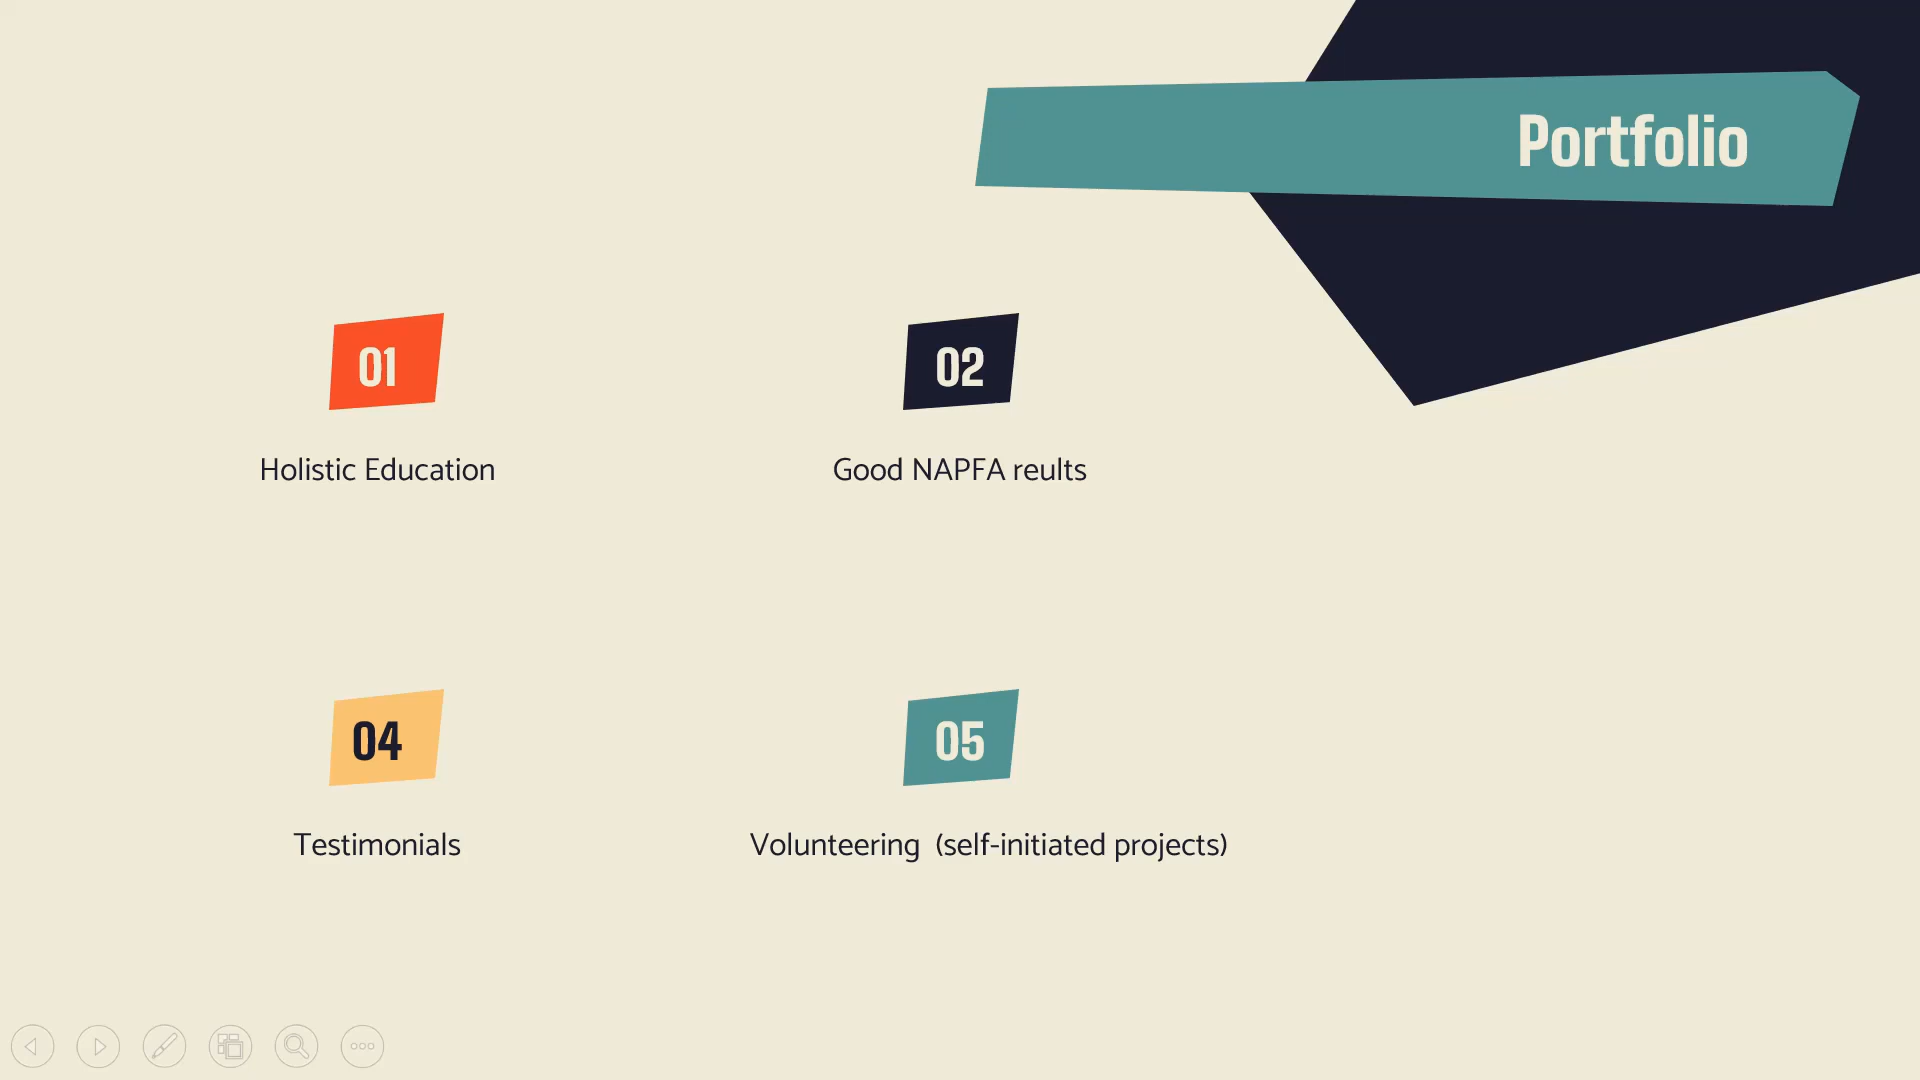 Portfolio
01
02
Holistic Education
Good NAPFA reults
04
05
Testimonials
Volunteering  (self-initiated projects)